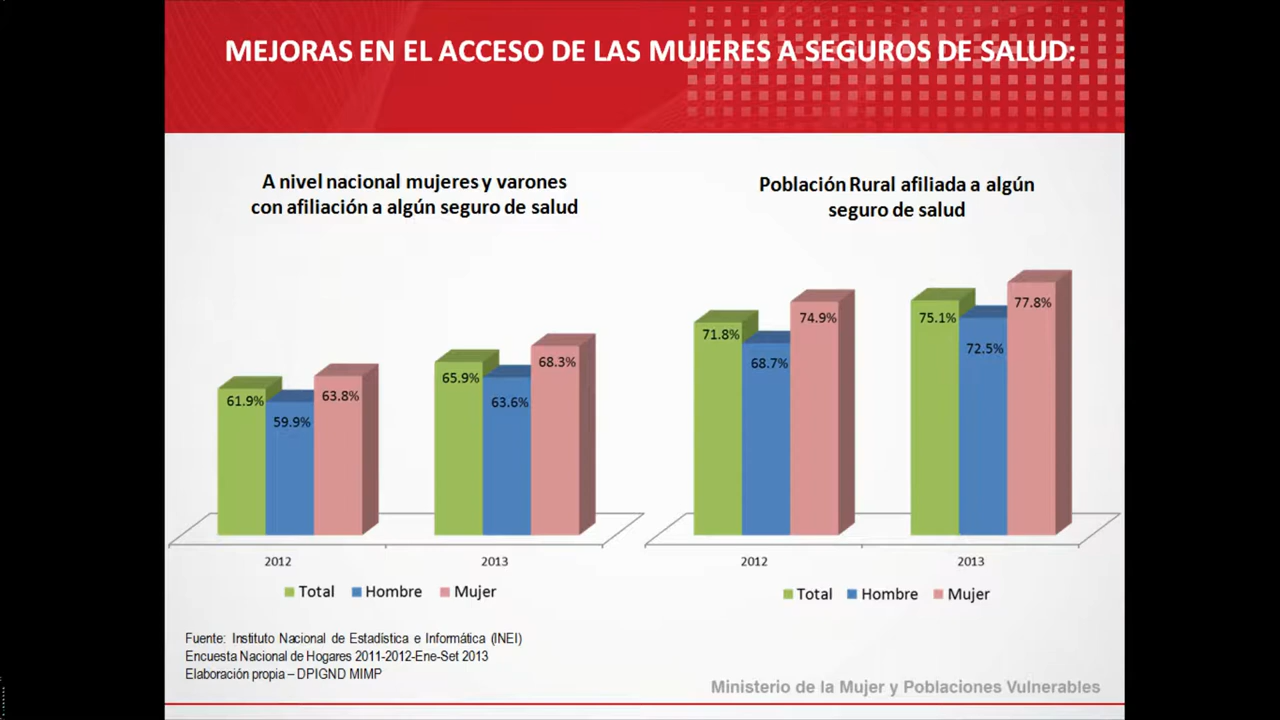 MEJORAS EN EL ACCESO DE LAS MUJERES A SEGUROS DE SALUD:
A nivel nacional mujeres y varones
con afiliación a algún seguro de salud
61.9%
59.9%
63.8%
65.9%
63.6%
68.3%
2012
2013
Total
Hombre
Mujer
Población Rural afiliada a algún
seguro de salud
71.8%
68.7%
74.9%
75.1%
72.5%
77.8%
2012
2013
Total
Hombre
Mujer
Fuente: Instituto Nacional de Estadística e Informática (INEI)
Encuesta Nacional de Hogares 2011-2012-Ene-Set 2013
Elaboración propia – DPIGND MIMP
Ministerio de la Mujer y Poblaciones Vulnerables